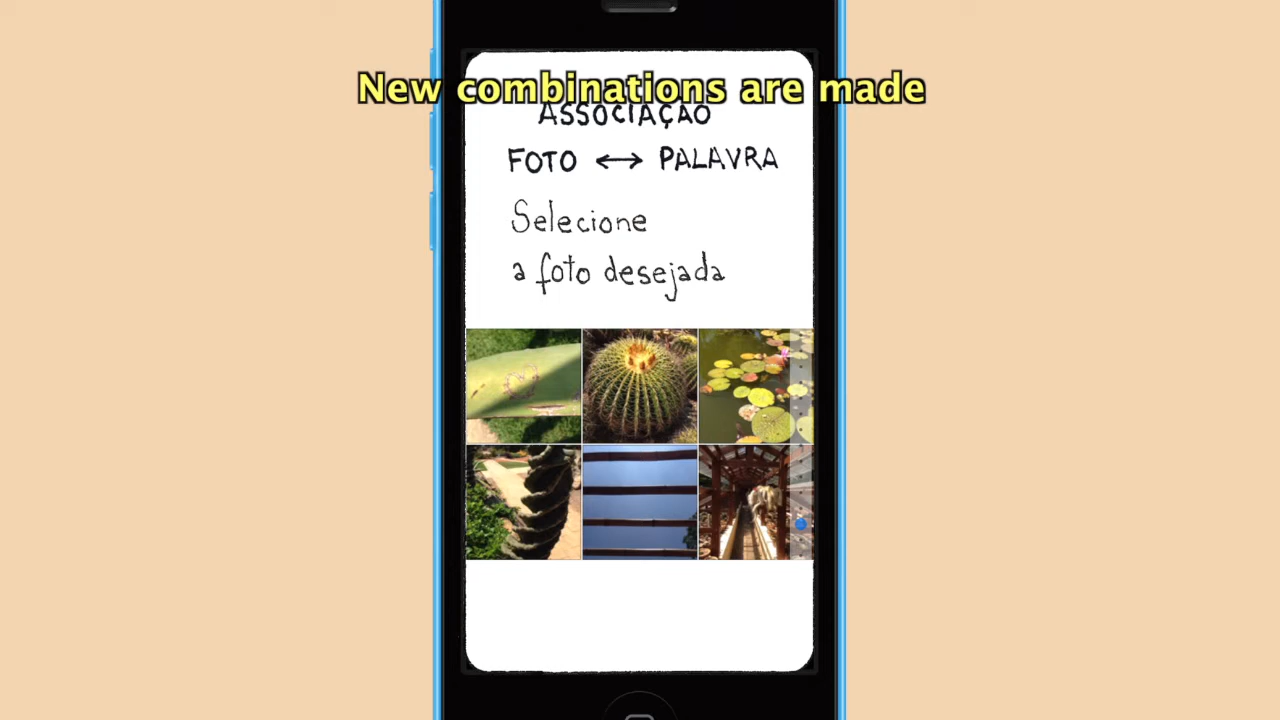 New combinations are made
ASSOCIAÇÃO
FOTO ↔ PALAVRA
Selecione
a foto desejada